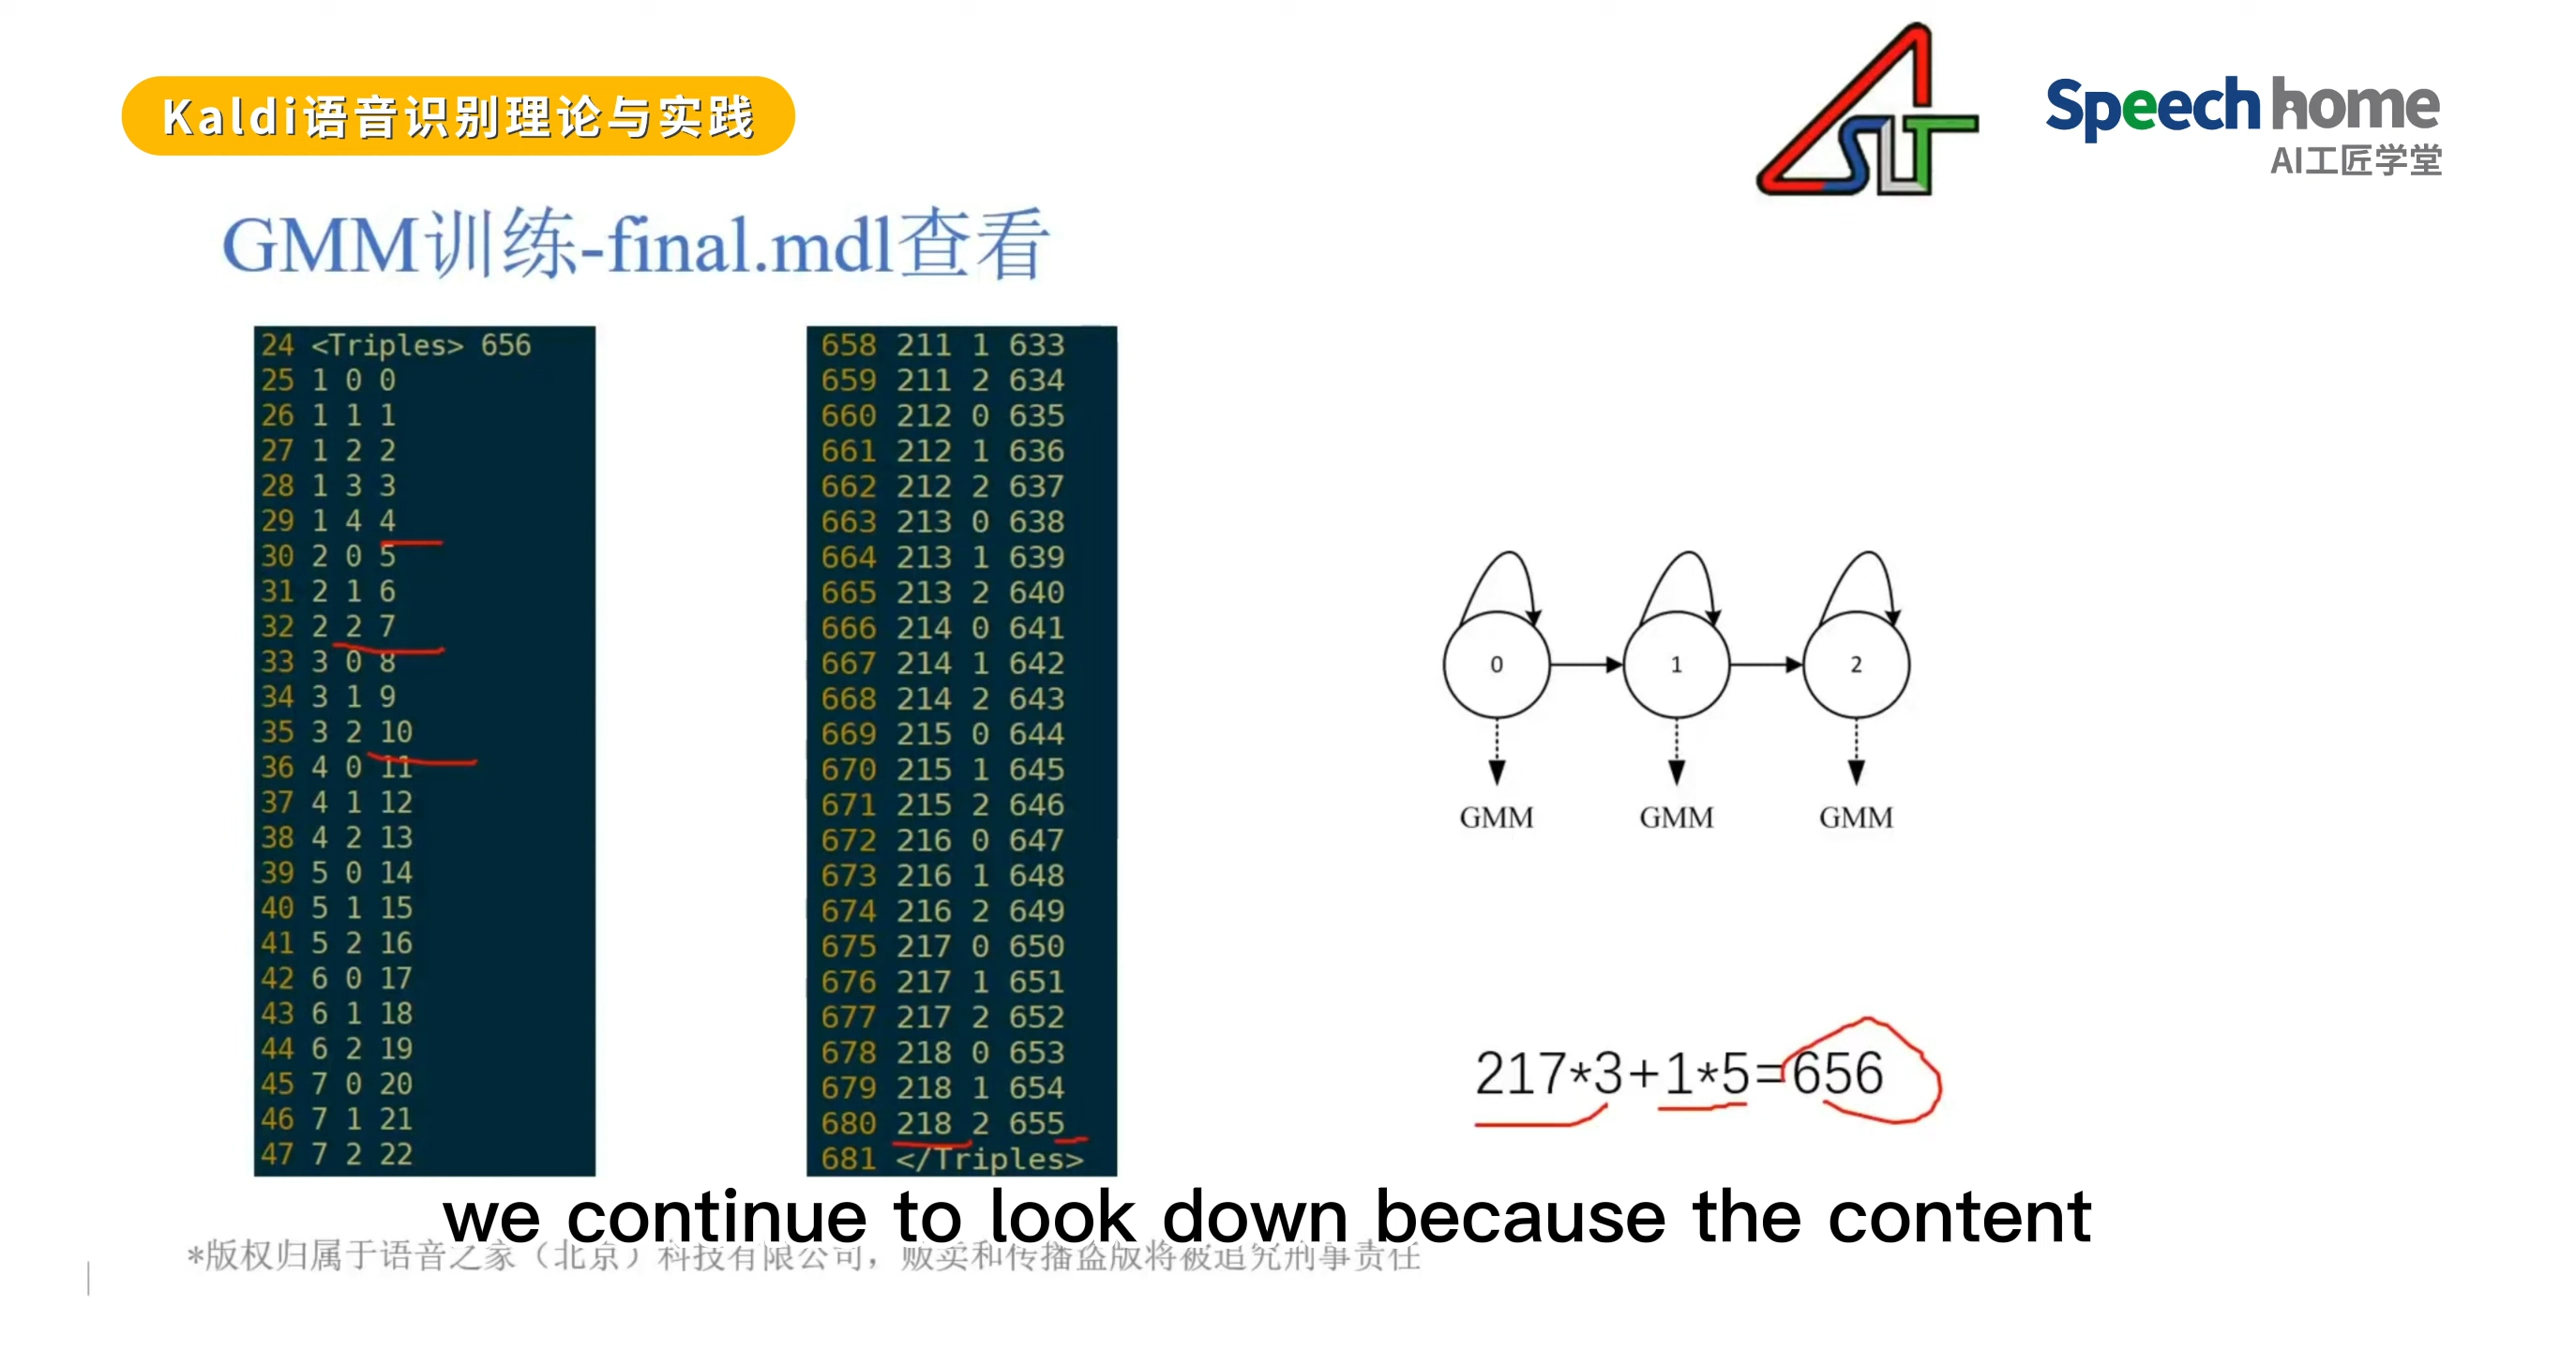 Kaldi语音识别理论与实践
SLT
Speech home
AI工匠学堂
GMM训练-final.mdl查看
24 <Triples> 656
25 1 0 0
26 1 1 1
27 1 2 2
28 1 3 3
29 1 4 4
30 2 0 5
31 2 1 6
32 2 2 7
33 3 0 8
34 3 1 9
35 3 2 10
36 4 0 11
37 4 1 12
38 4 2 13
39 5 0 14
40 5 1 15
41 5 2 16
42 6 0 17
43 6 1 18
44 6 2 19
45 7 0 20
46 7 1 21
47 7 2 22
658 211 1 633
659 211 2 634
660 212 0 635
661 212 1 636
662 212 2 637
663 213 0 638
664 213 1 639
665 213 2 640
666 214 0 641
667 214 1 642
668 214 2 643
669 215 0 644
670 215 1 645
671 215 2 646
672 216 0 647
673 216 1 648
674 216 2 649
675 217 0 650
676 217 1 651
677 217 2 652
678 218 0 653
679 218 1 654
680 218 2 655
681 </Triples>
0 1 2
GMM GMM GMM
217*3+1*5=656
we continue to look down because the content
*版权归属于语音之家（北京）科技有限公司，贩卖和传播盗版将被追究刑事责任